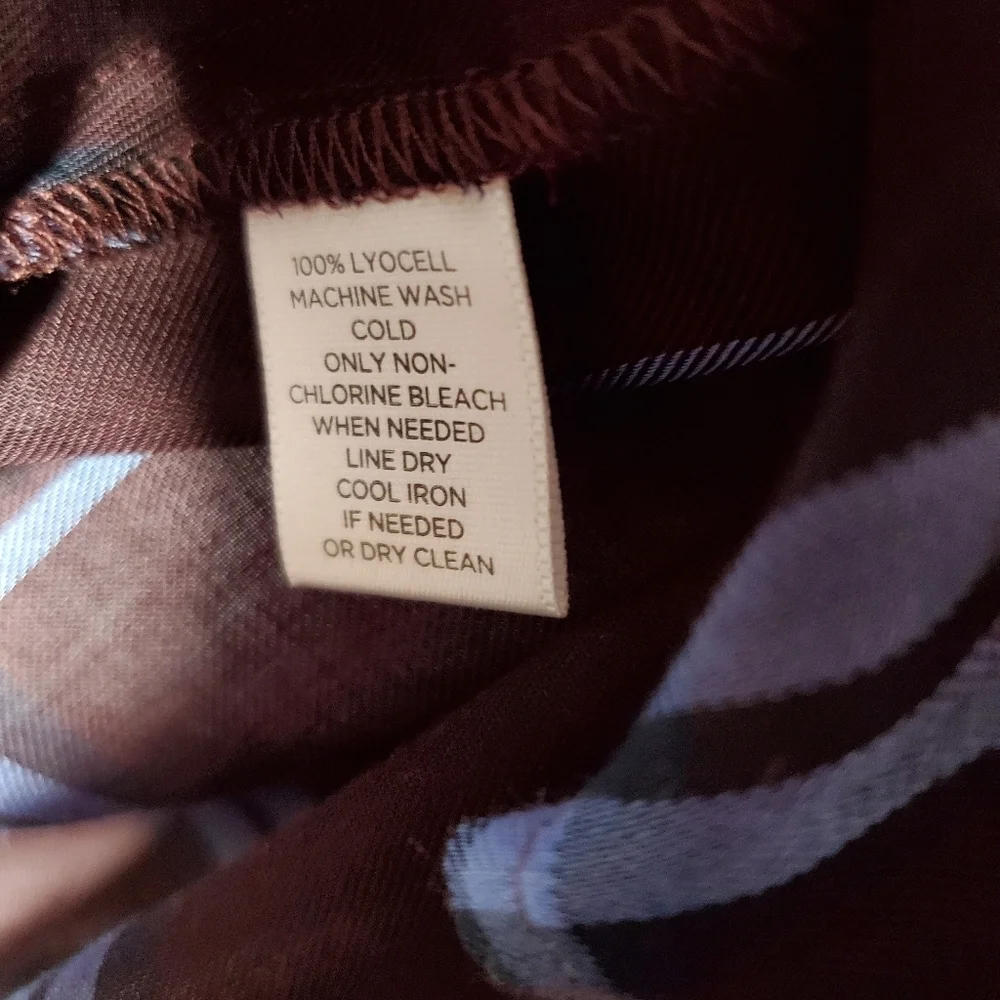 100% LYOCELL
MACHINE WASH
COLD
ONLY NON-
CHLORINE BLEACH
WHEN NEEDED
LINE DRY
COOL IRON
IF NEEDED
OR DRY CLEAN